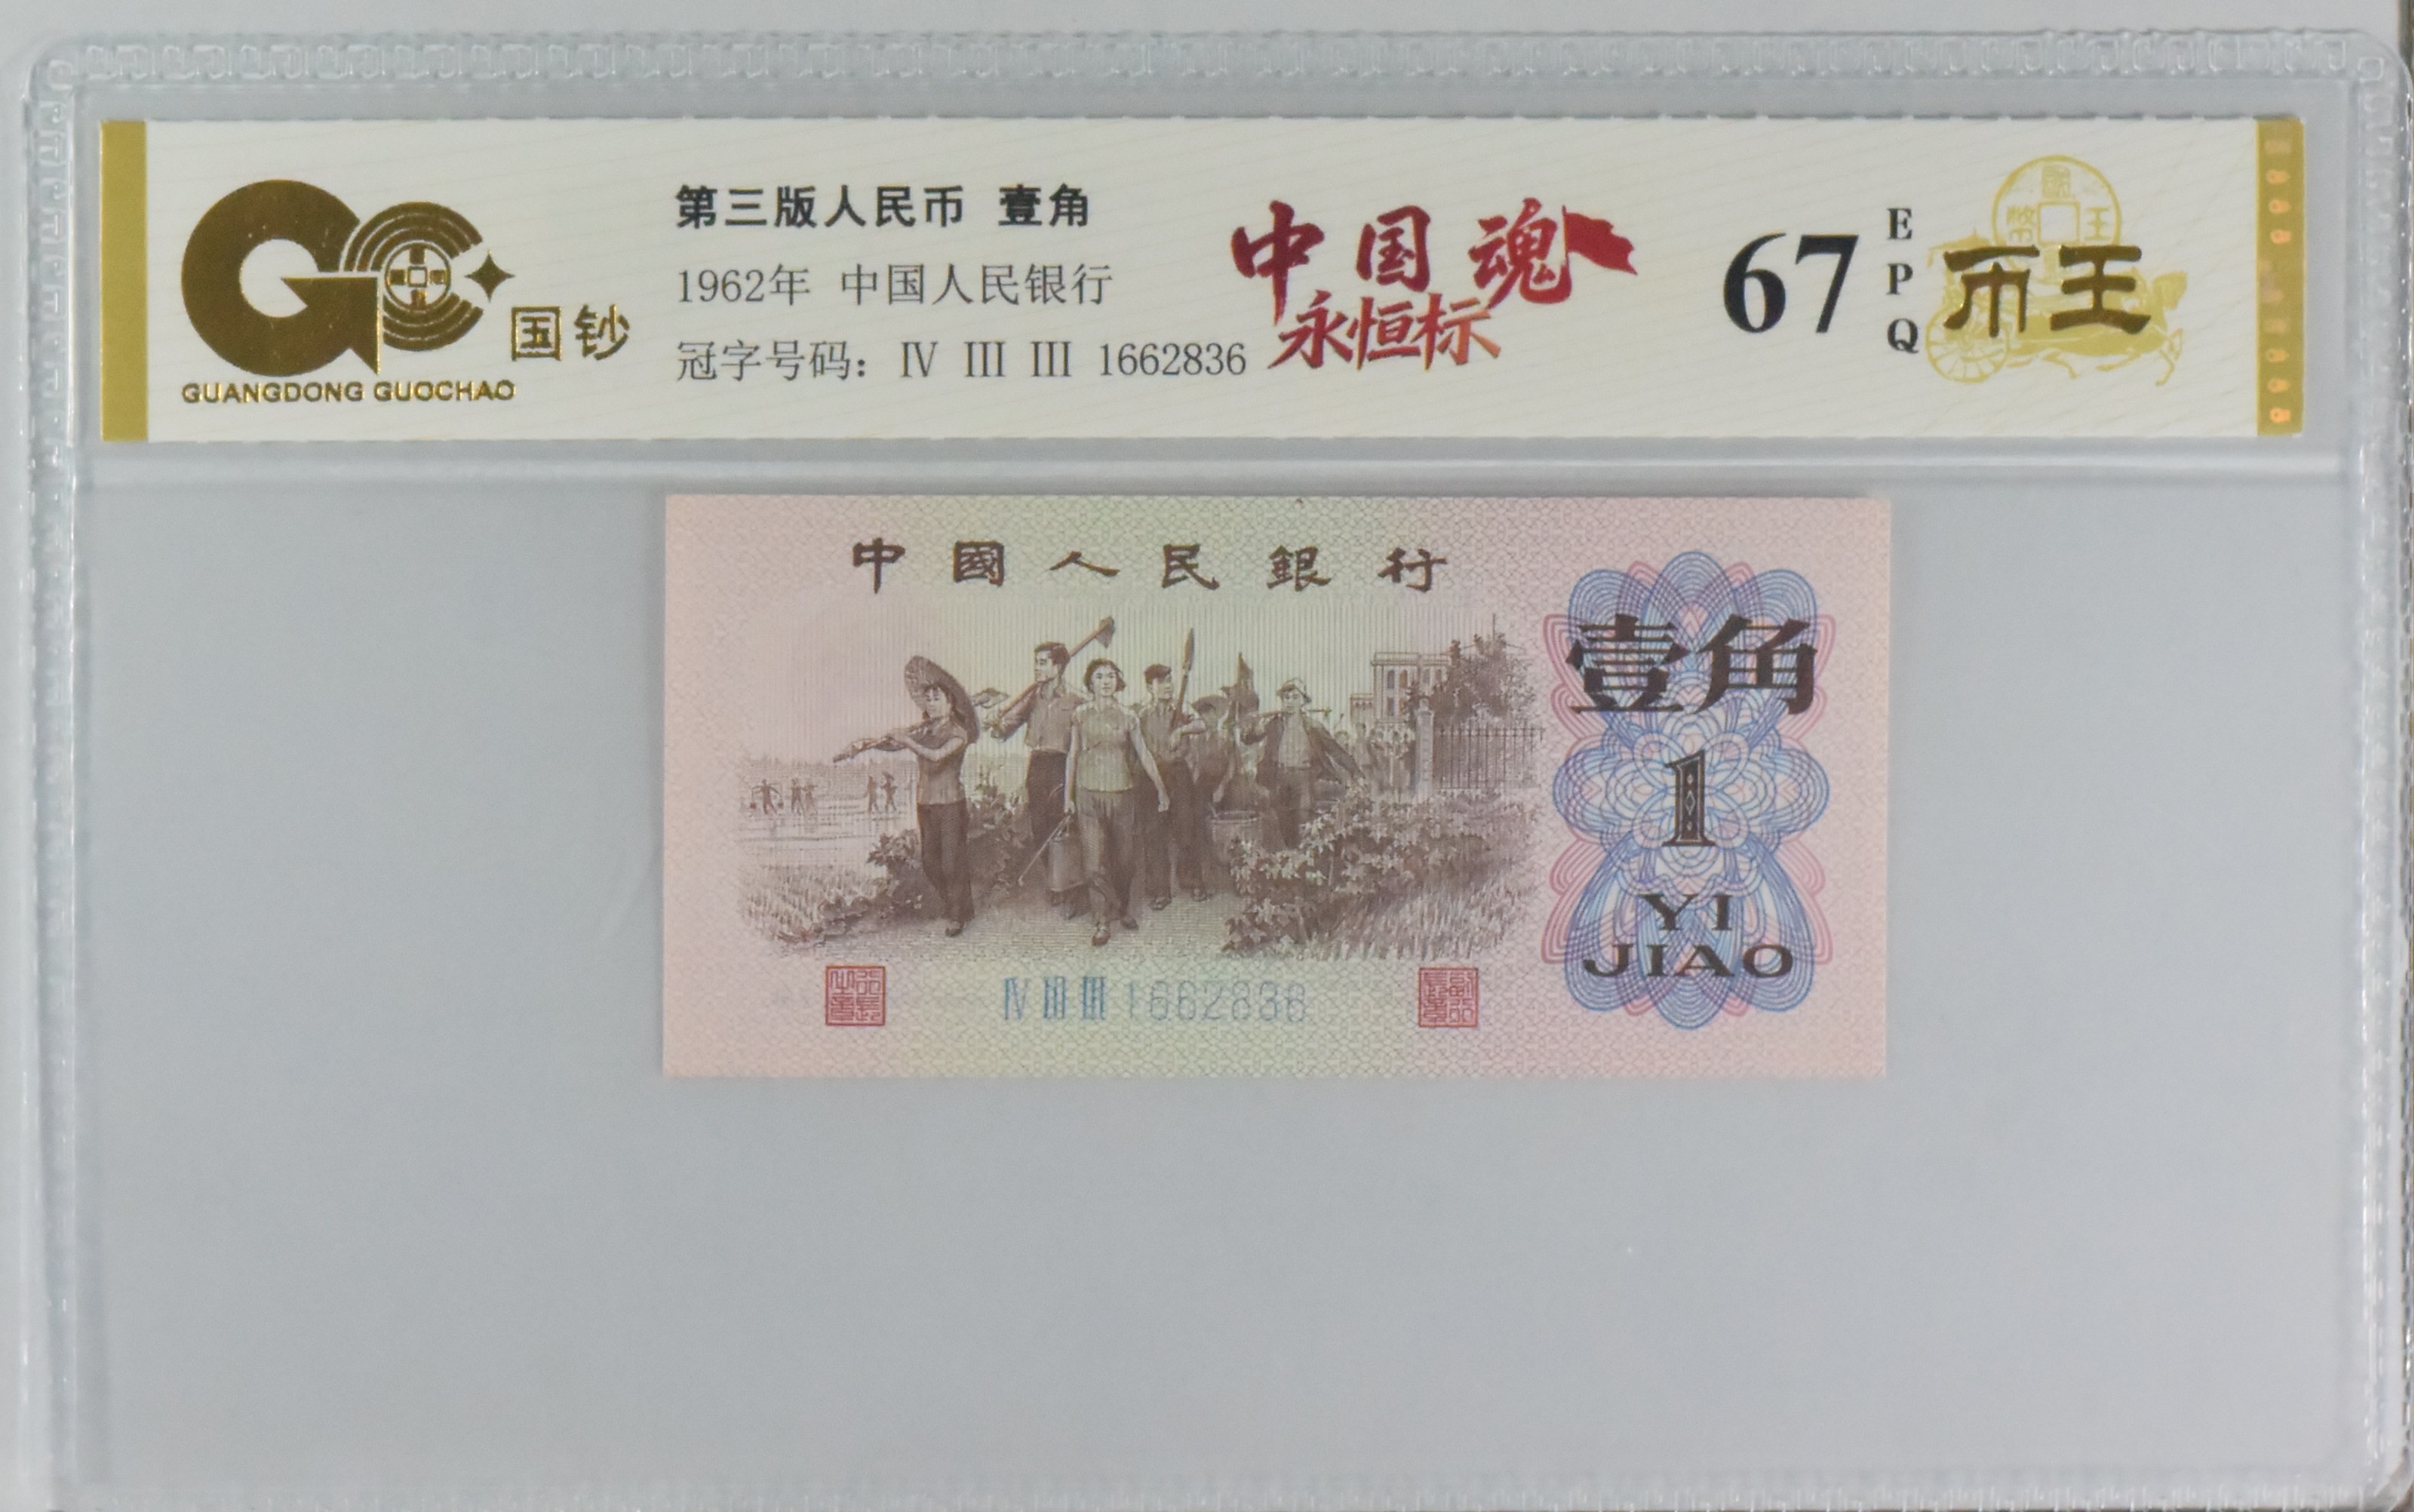 GUANGDONG GUOCHAO
国钞
第三版人民币 壹角
1962年 中国人民银行
冠字号码: Ⅳ Ⅲ Ⅲ 1662836
中国魂
永恒标
67
EPQ
币王
中國人民銀行
壹角
1
YI
JIAO
Ⅳ Ⅲ Ⅲ 1662836